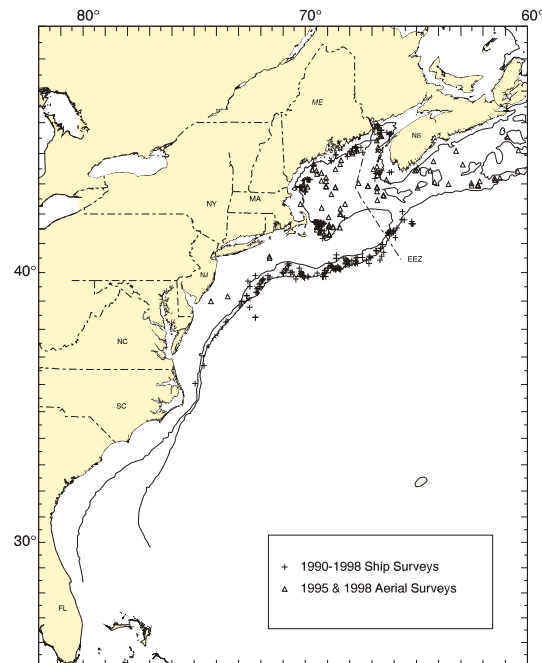 80° 70° 60°
ME
NS
NY MA
EEZ
40°
NJ
NC
SC
30°
+ 1990-1998 Ship Surveys
△ 1995 & 1998 Aerial Surveys
FL